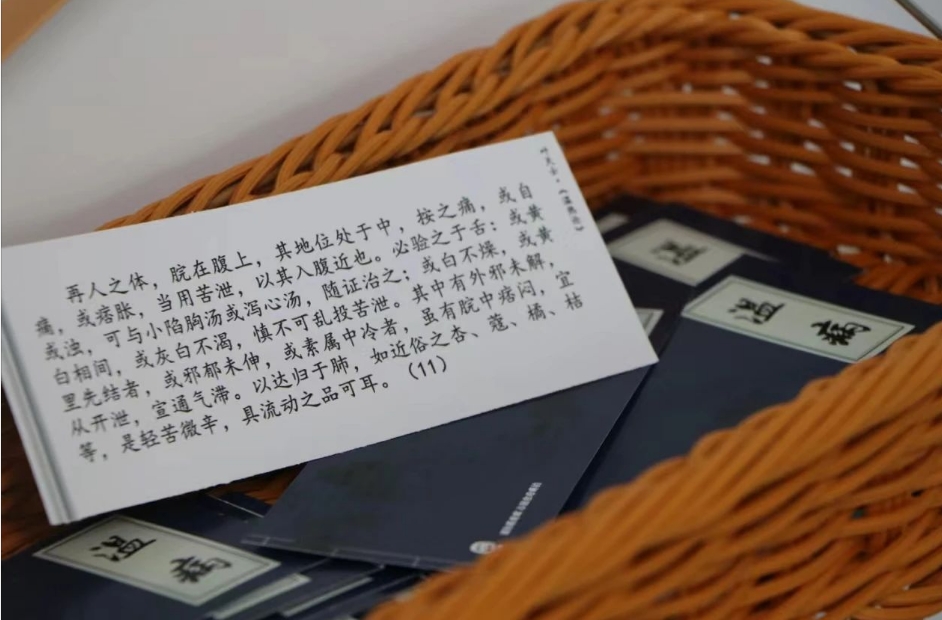 叶天士·《温热论》
再人之体，脘在腹上，其地位处于中，按之痛，或自
痛，或痞胀，当用苦泄，以其入腹近也。必验之于舌：或黄
或浊，可与小陷胸汤或泻心汤，随证治之；或白不燥，或黄
白相间，或灰白不渴，慎不可乱投苦泄。其中有外邪未解，
里先结者，或邪郁未伸，或素属中冷者，虽有脘中痞闷，宜
从开泄，宣通气滞。以达归于肺，如近俗之杏、蔻、橘、桔
等，是轻苦微辛，具流动之品可耳。（11）
温
温病
温病